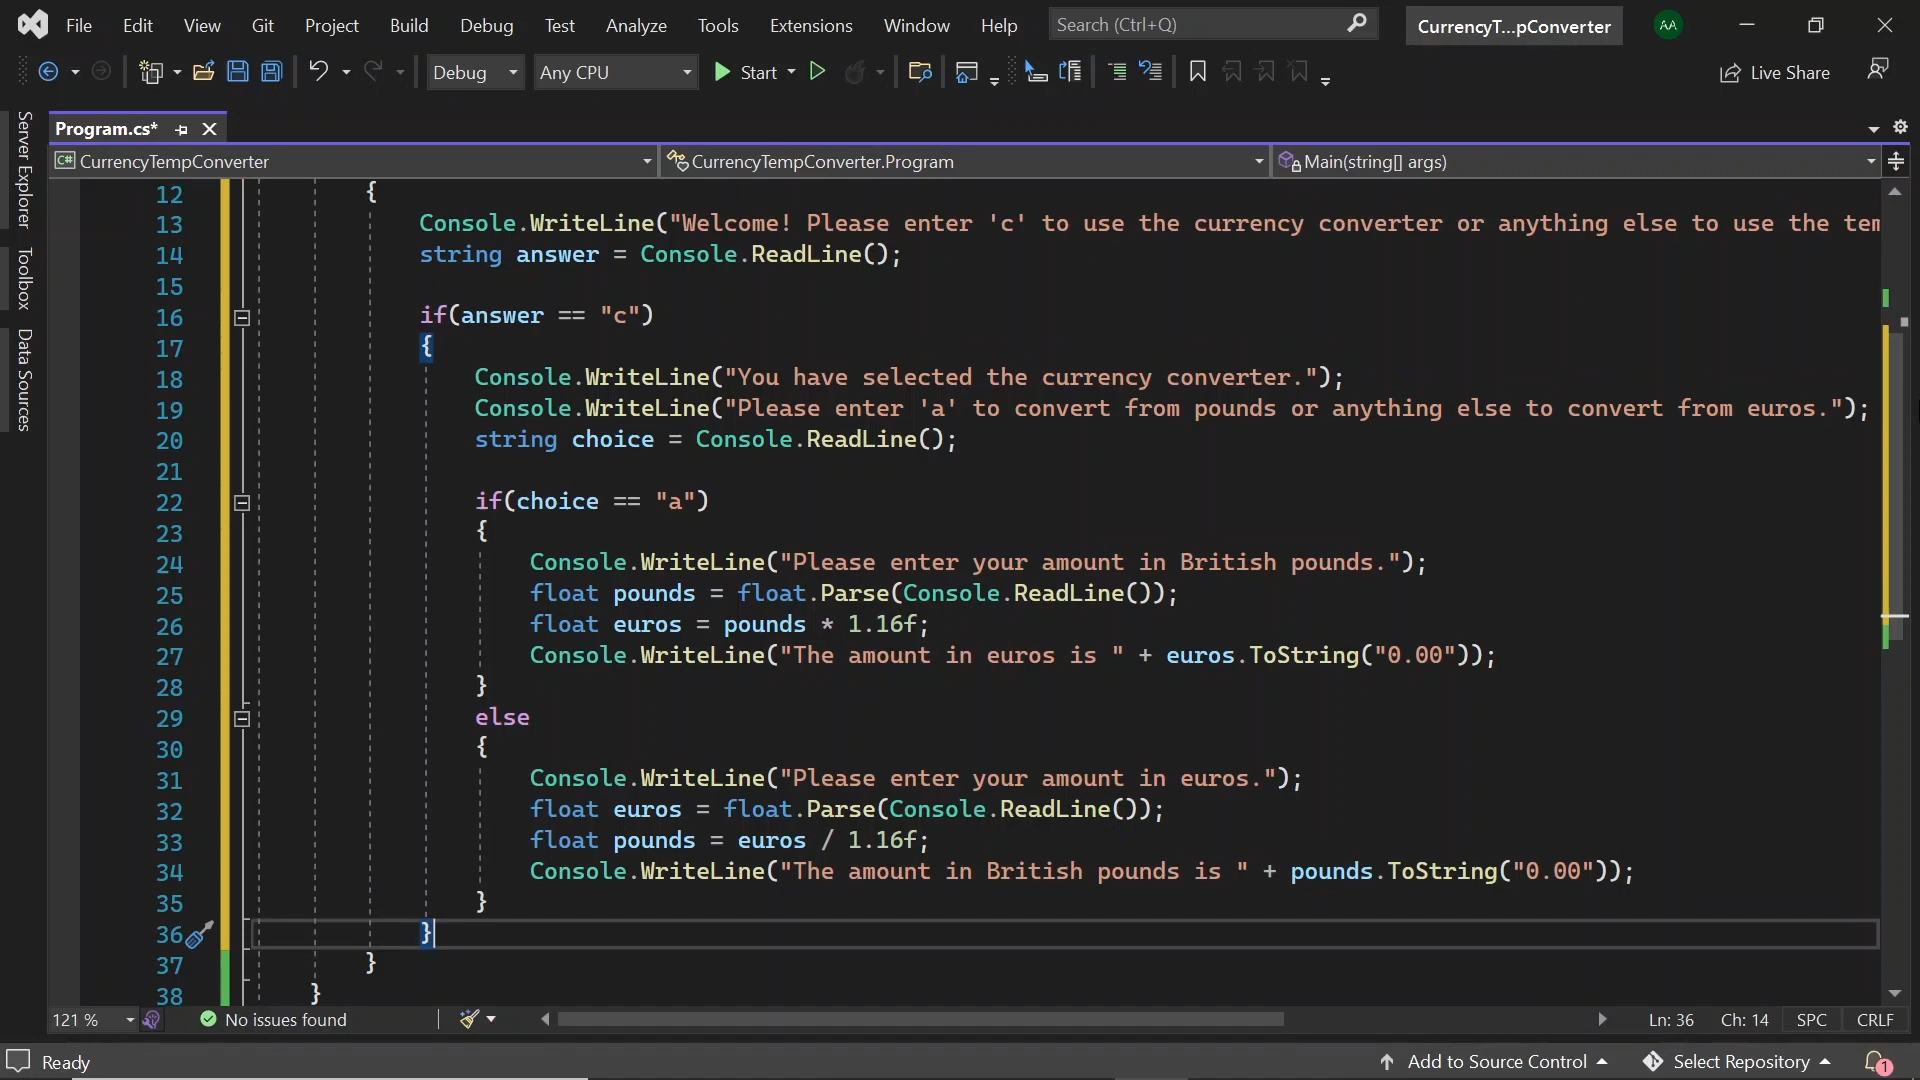 File Edit View Git Project Build Debug Test Analyze Tools Extensions Window Help Search (Ctrl+Q) CurrencyT...pConverter AA
Debug Any CPU Start Live Share
Server Explorer
Toolbox
Data Sources
Program.cs*
C# CurrencyTempConverter CurrencyTempConverter.Program Main(string[] args)
12 {
13 Console.WriteLine("Welcome! Please enter 'c' to use the currency converter or anything else to use the tem
14 string answer = Console.ReadLine();
15
16 if(answer == "c")
17 {
18 Console.WriteLine("You have selected the currency converter.");
19 Console.WriteLine("Please enter 'a' to convert from pounds or anything else to convert from euros.");
20 string choice = Console.ReadLine();
21
22 if(choice == "a")
23 {
24 Console.WriteLine("Please enter your amount in British pounds.");
25 float pounds = float.Parse(Console.ReadLine());
26 float euros = pounds * 1.16f;
27 Console.WriteLine("The amount in euros is " + euros.ToString("0.00"));
28 }
29 else
30 {
31 Console.WriteLine("Please enter your amount in euros.");
32 float euros = float.Parse(Console.ReadLine());
33 float pounds = euros / 1.16f;
34 Console.WriteLine("The amount in British pounds is " + pounds.ToString("0.00"));
35 }
36 }
37 }
38 }
121 % No issues found Ln: 36 Ch: 14 SPC CRLF
Ready Add to Source Control Select Repository 1